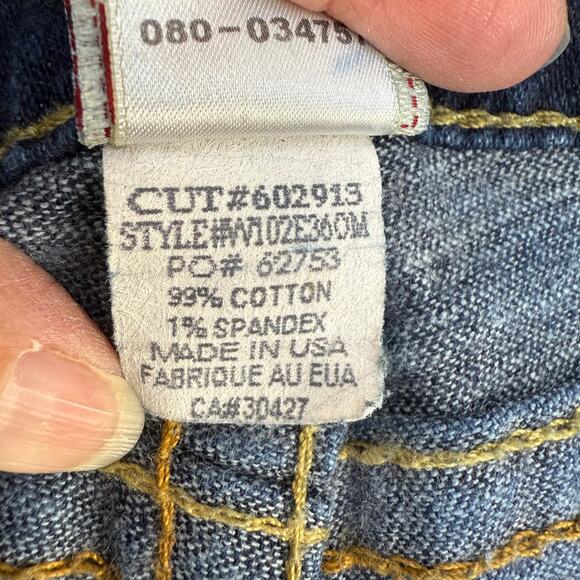 080-03475
CUT#602913
STYLE#W102E360M
PO# 62753
99% COTTON
1% SPANDEX
MADE IN USA
FABRIQUE AU EUA
CA#30427